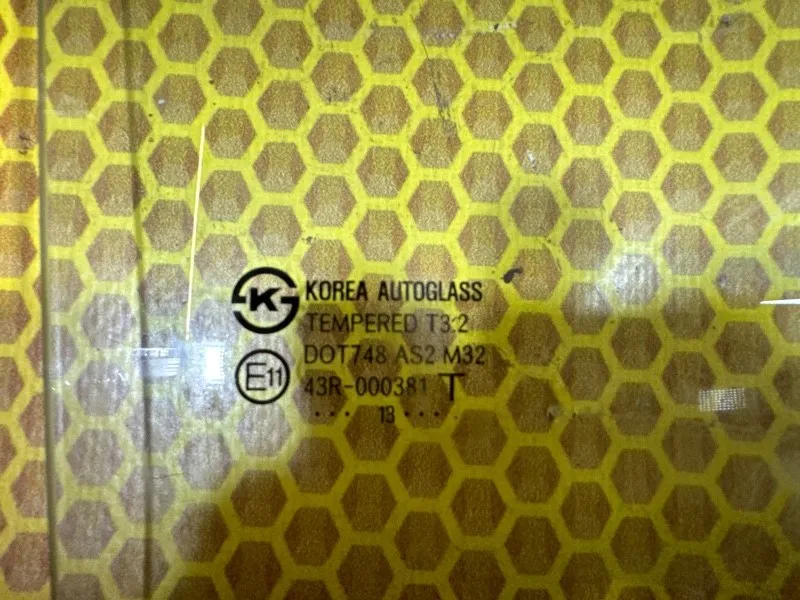 K
KOREA AUTOGLASS
TEMPERED T3.2
DOT748 AS2 M32
E11
43R-000381 T
... 13 ...